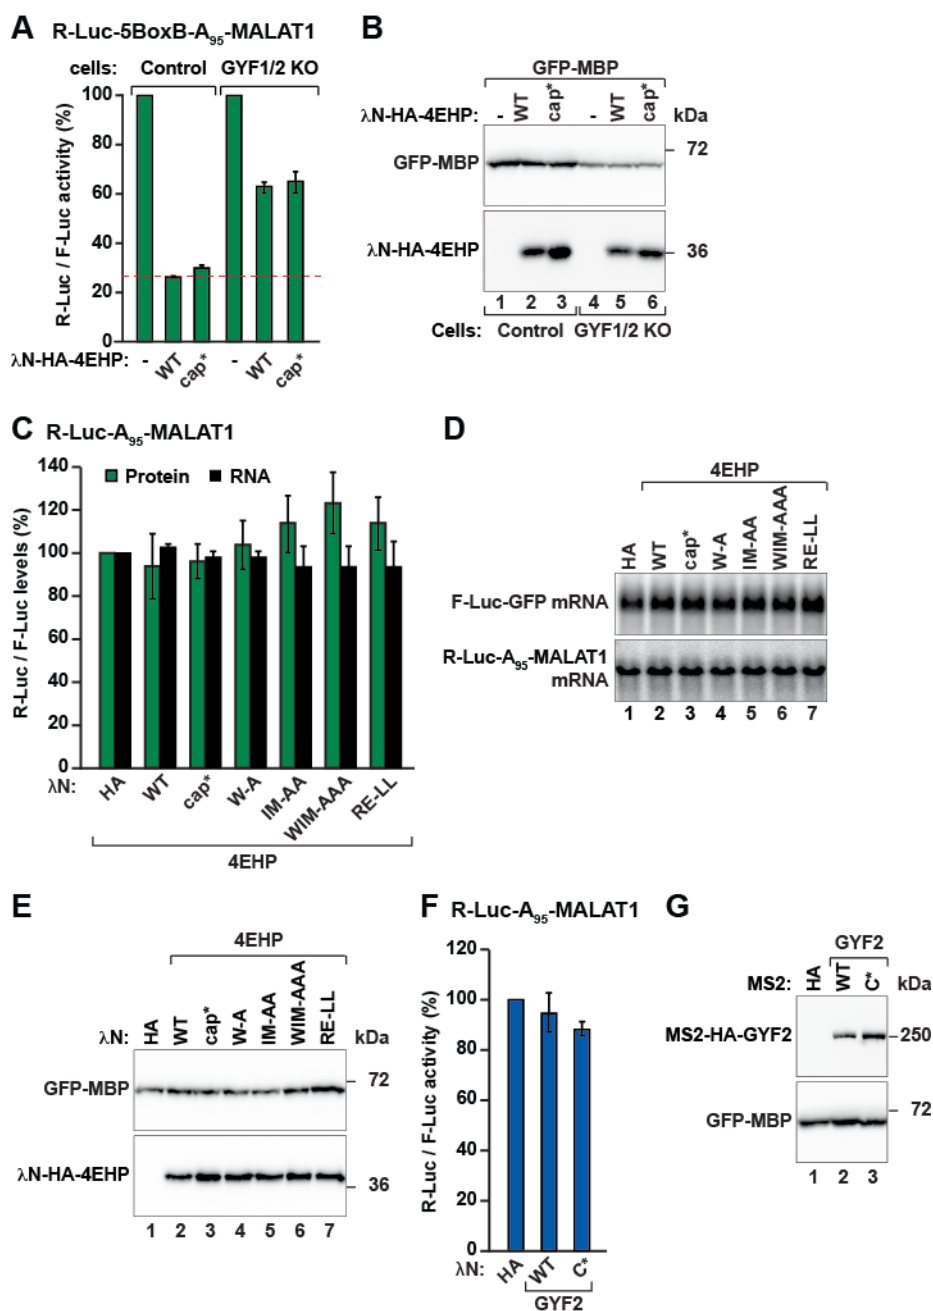 A R-Luc-5BoxB-A95-MALAT1
cells: Control GYF1/2 KO
R-Luc / F-Luc activity (%)
100
80
60
40
20
0
λN-HA-4EHP: - WT cap* - WT cap*
B
GFP-MBP
λN-HA-4EHP: - WT cap* - WT cap* kDa
GFP-MBP 72
λN-HA-4EHP 36
1 2 3 4 5 6
Cells: Control GYF1/2 KO
C R-Luc-A95-MALAT1
Protein RNA
R-Luc / F-Luc levels (%)
140
120
100
80
60
40
20
0
λN: HA WT cap* W-A IM-AA WIM-AAA RE-LL
4EHP
D
4EHP
HA WT cap* W-A IM-AA WIM-AAA RE-LL
F-Luc-GFP mRNA
R-Luc-A95-MALAT1
mRNA
1 2 3 4 5 6 7
E
4EHP
λN: HA WT cap* W-A IM-AA WIM-AAA RE-LL kDa
GFP-MBP 72
λN-HA-4EHP 36
1 2 3 4 5 6 7
F R-Luc-A95-MALAT1
R-Luc / F-Luc activity (%)
120
100
80
60
40
20
0
λN: HA WT C*
GYF2
G
GYF2
MS2: HA WT C* kDa
MS2-HA-GYF2 250
GFP-MBP 72
1 2 3